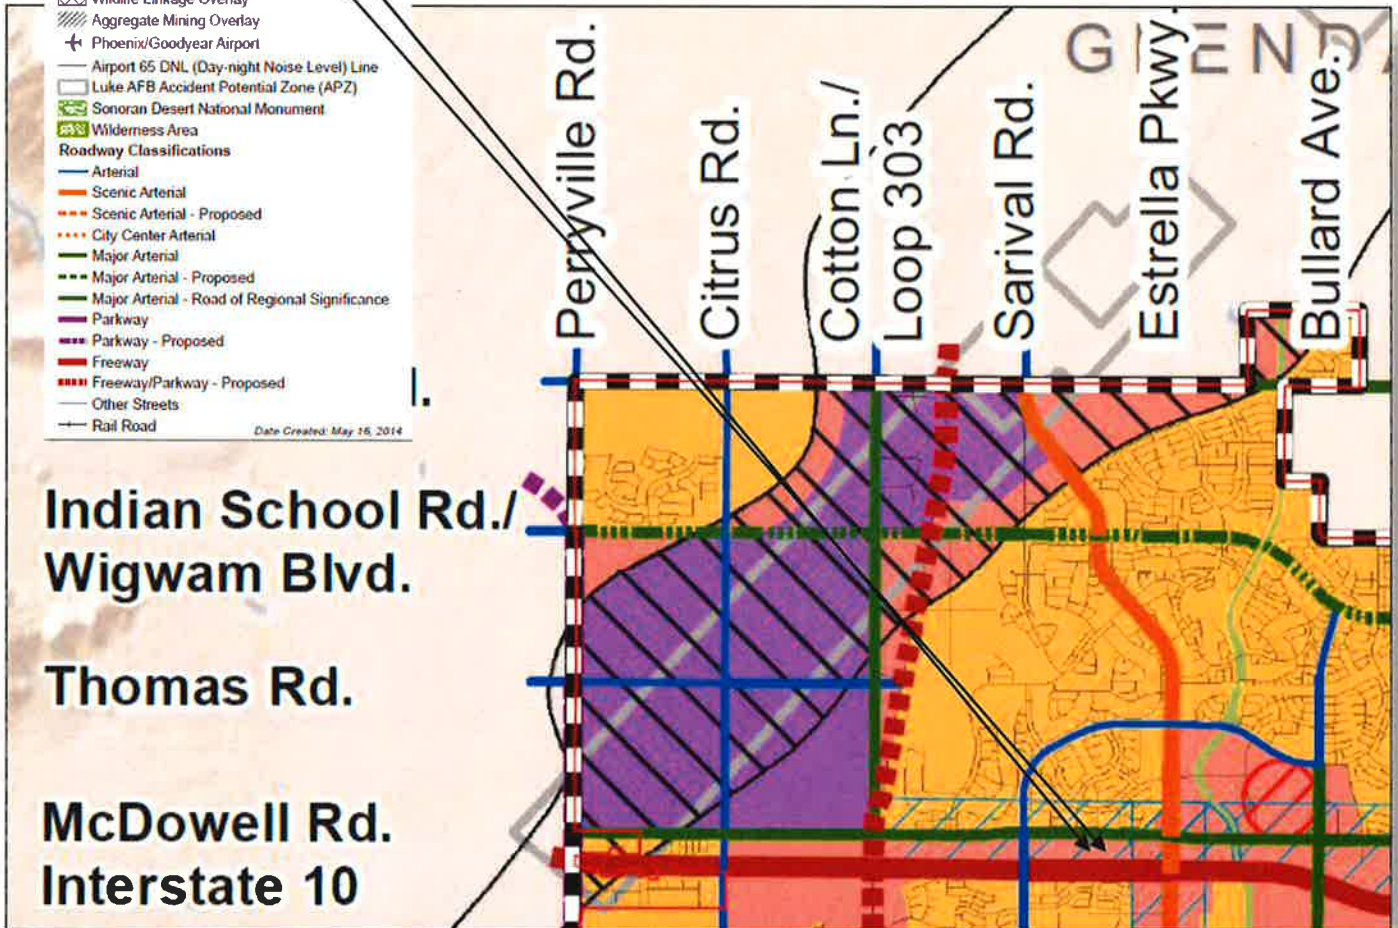 Wildlife Linkage Overlay
Aggregate Mining Overlay
Phoenix/Goodyear Airport
Airport 65 DNL (Day-night Noise Level) Line
Luke AFB Accident Potential Zone (APZ)
Sonoran Desert National Monument
Wilderness Area
Roadway Classifications
Arterial
Scenic Arterial
Scenic Arterial - Proposed
City Center Arterial
Major Arterial
Major Arterial - Proposed
Major Arterial - Road of Regional Significance
Parkway
Parkway - Proposed
Freeway
Freeway/Parkway - Proposed
Other Streets
Rail Road
Date Created: May 16, 2014
Perryville Rd.
Citrus Rd.
Cotton Ln./
Loop 303
Sarival Rd.
Estrella Pkwy.
Bullard Ave.
Indian School Rd./
Wigwam Blvd.
Thomas Rd.
McDowell Rd.
Interstate 10